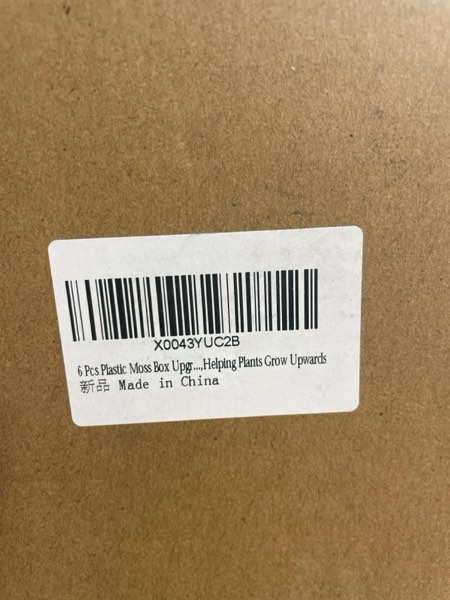 X0043YUC2B
6 Pcs Plastic Moss Box Upgr...,Helping Plants Grow Upwards
新品 Made in China